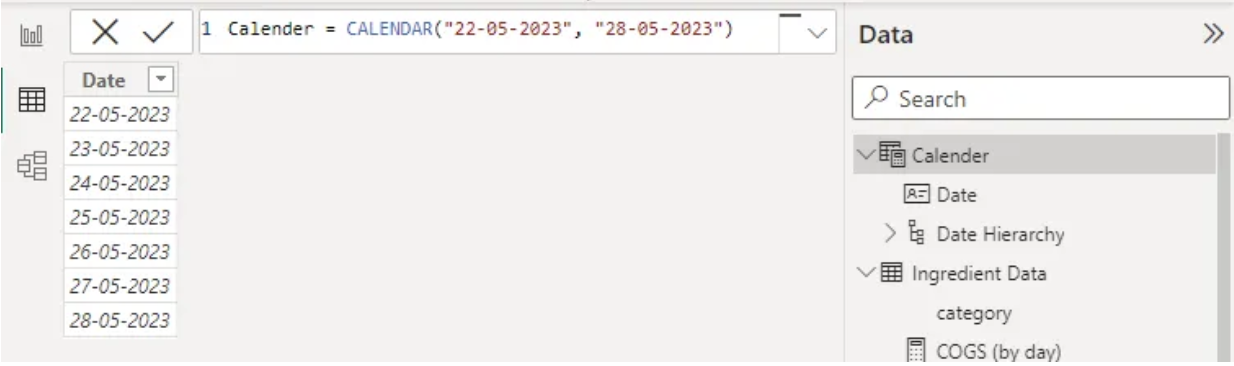 1 Calender = CALENDAR("22-05-2023", "28-05-2023")
Date
22-05-2023
23-05-2023
24-05-2023
25-05-2023
26-05-2023
27-05-2023
28-05-2023
Data
Search
Calender
Date
Date Hierarchy
Ingredient Data
category
COGS (by day)